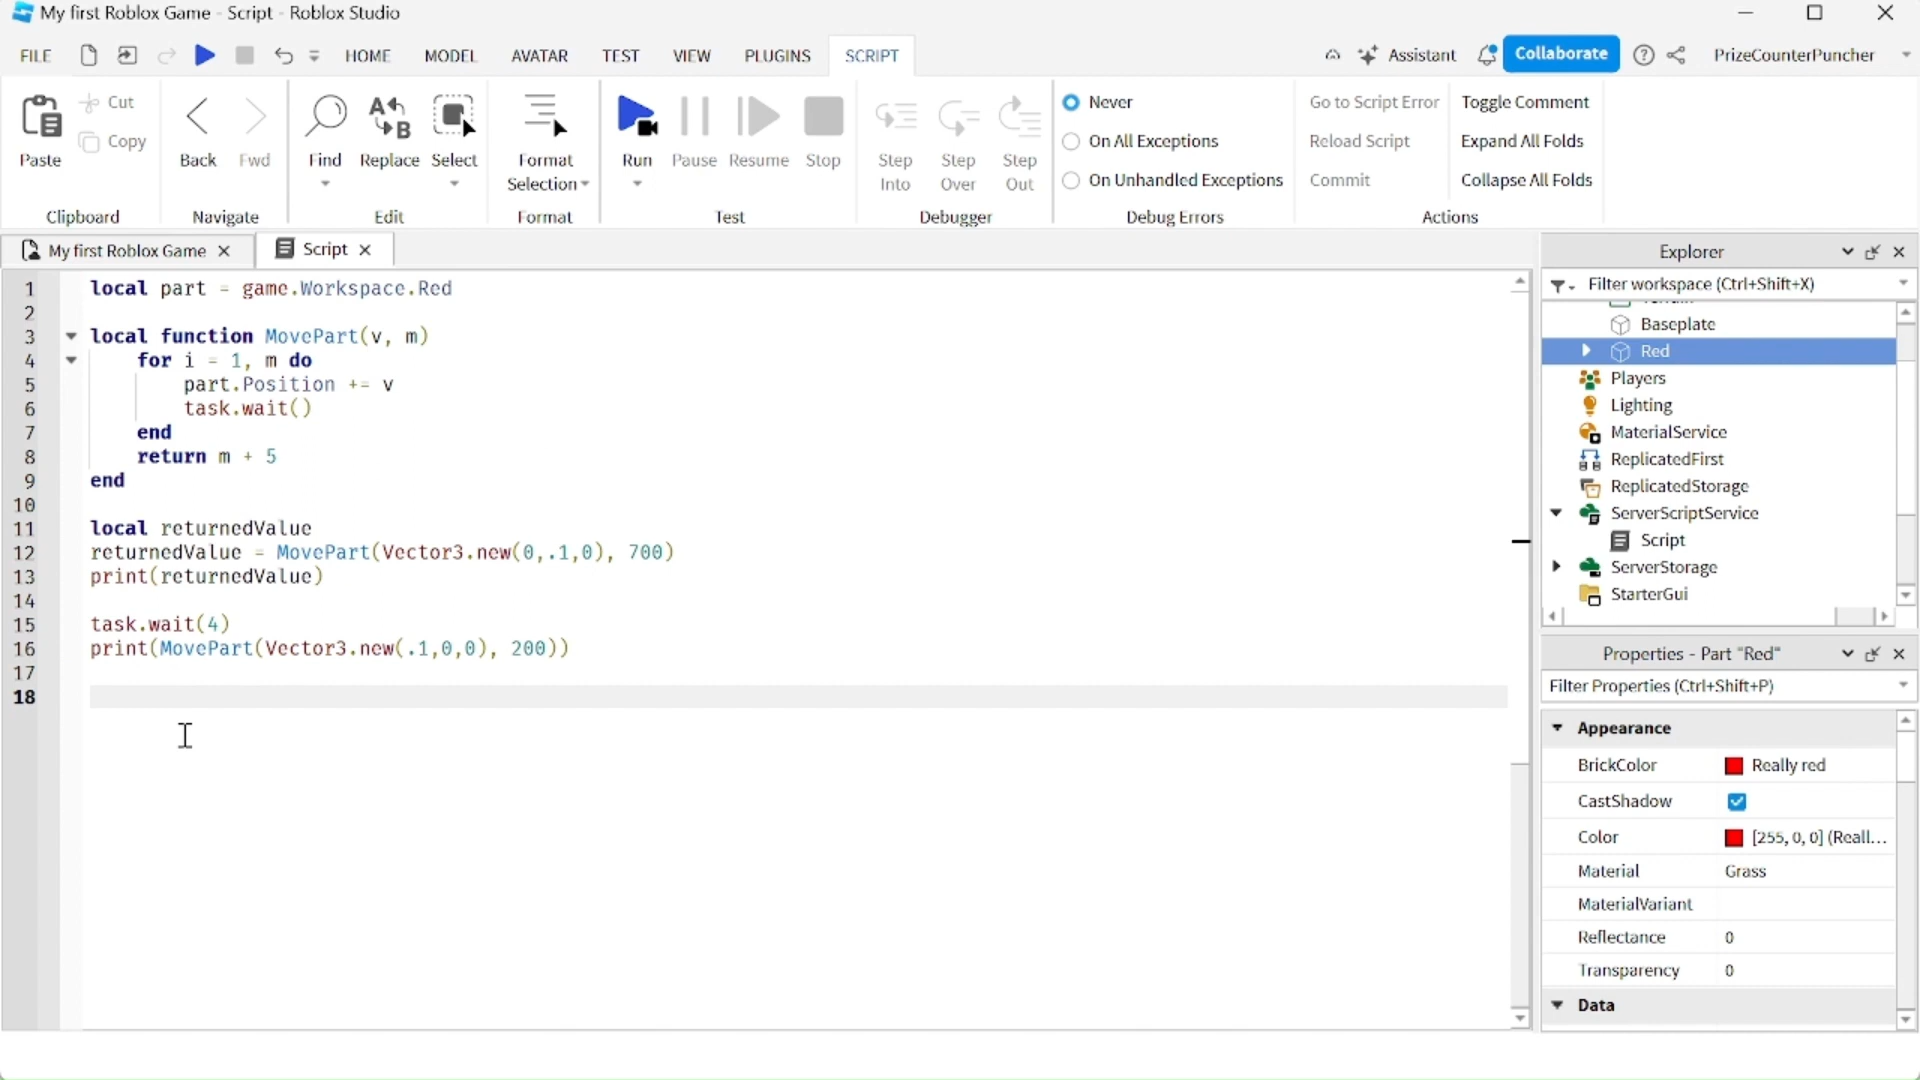 My first Roblox Game - Script - Roblox Studio
FILE HOME MODEL AVATAR TEST VIEW PLUGINS SCRIPT Assistant Collaborate PrizeCounterPuncher
Paste
Cut
Copy
Clipboard
Back Fwd
Navigate
Find Replace Select
Edit
Format Selection
Format
Run Pause Resume Stop
Test
Step Into Step Over Step Out
Debugger
Never
On All Exceptions
On Unhandled Exceptions
Debug Errors
Go to Script Error Toggle Comment
Reload Script Expand All Folds
Commit Collapse All Folds
Actions
My first Roblox Game Script
1 local part = game.Workspace.Red
2
3 local function MovePart(v, m)
4 for i = 1, m do
5 part.Position += v
6 task.wait()
7 end
8 return m + 5
9 end
10
11 local returnedValue
12 returnedValue = MovePart(Vector3.new(0,.1,0), 700)
13 print(returnedValue)
14
15 task.wait(4)
16 print(MovePart(Vector3.new(.1,0,0), 200))
17
18
Explorer
Filter workspace (Ctrl+Shift+X)
Baseplate
Red
Players
Lighting
MaterialService
ReplicatedFirst
ReplicatedStorage
ServerScriptService
Script
ServerStorage
StarterGui
Properties - Part "Red"
Filter Properties (Ctrl+Shift+P)
Appearance
BrickColor Really red
CastShadow
Color [255, 0, 0] (Reall...
Material Grass
MaterialVariant
Reflectance 0
Transparency 0
Data